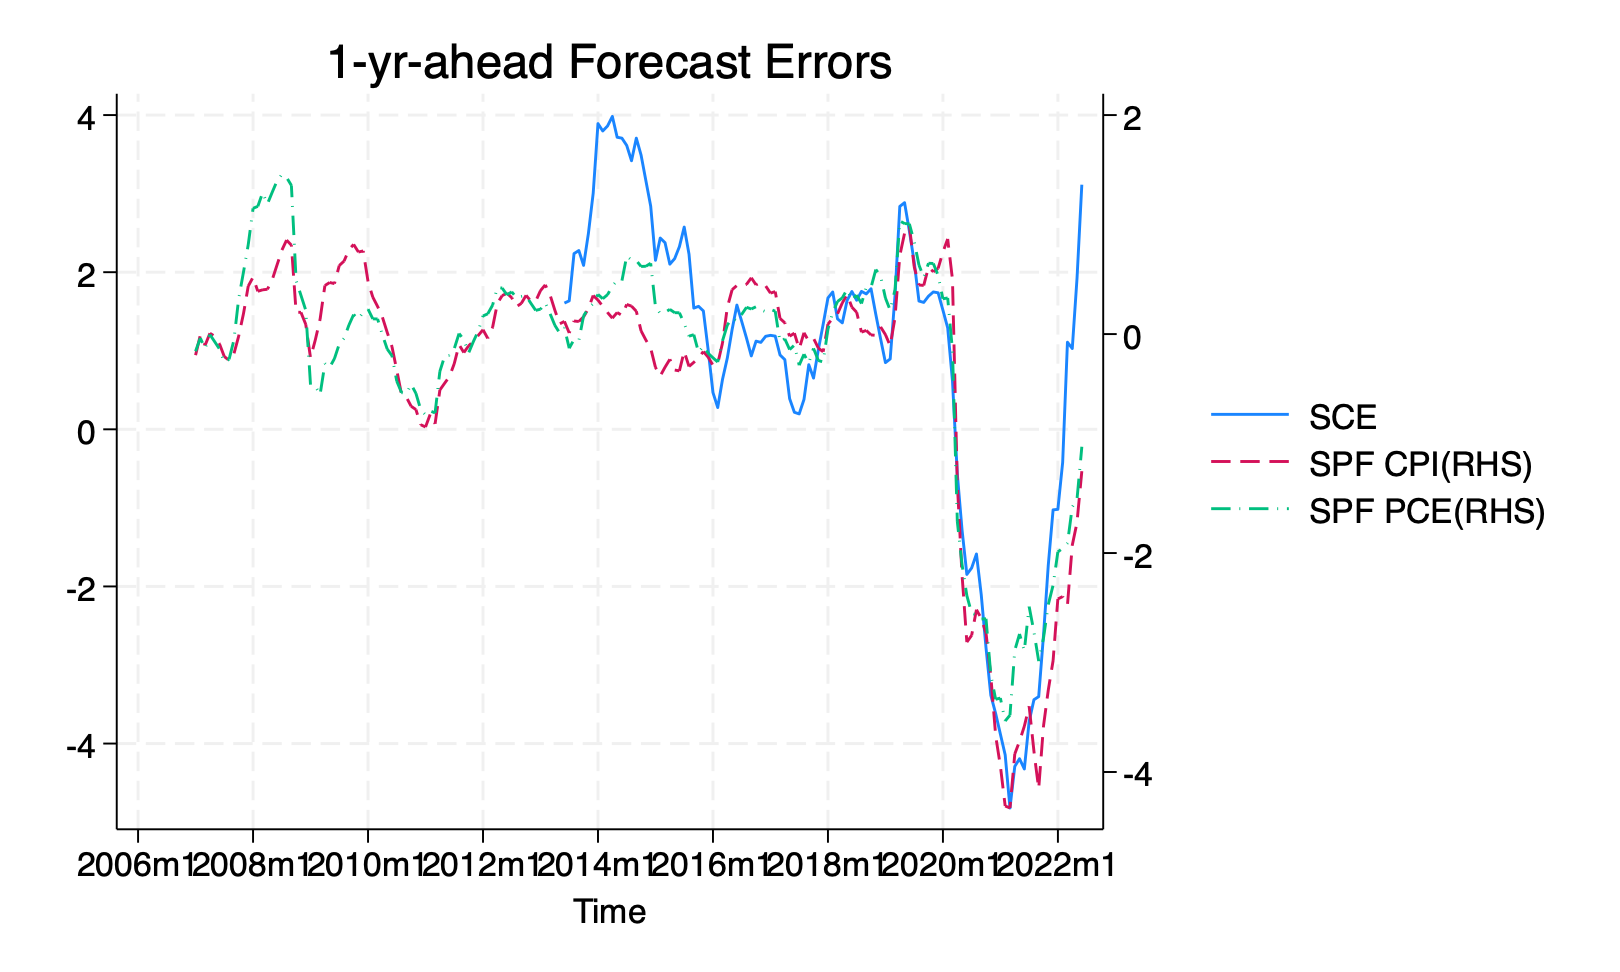 1-yr-ahead Forecast Errors
4
2
0
-2
-4
2
0
-2
-4
2006m1 2008m1 2010m1 2012m1 2014m1 2016m1 2018m1 2020m1 2022m1
Time
SCE
SPF CPI(RHS)
SPF PCE(RHS)